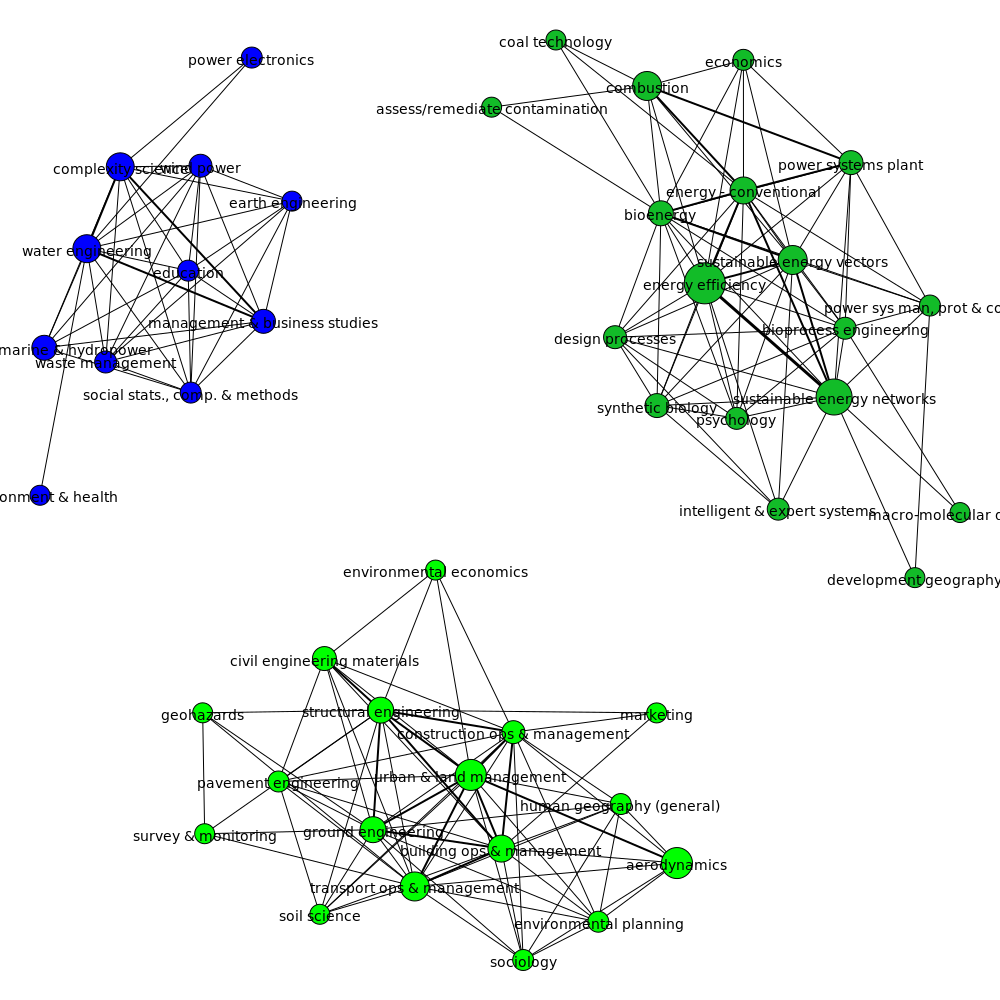 coal technology
power electronics
economics
combustion
assess/remediate contamination
power systems plant
complexity science
wind power
energy - conventional
earth engineering
bioenergy
water engineering
sustainable energy vectors
education
energy efficiency
power sys man, prot & co
management & business studies
bioprocess engineering
design processes
marine & hydropower
waste management
social stats., comp. & methods
sustainable energy networks
synthetic biology
psychology
onment & health
intelligent & expert systems
macro-molecular d
environmental economics
development geography
civil engineering materials
geohazards
structural engineering
marketing
construction ops & management
urban & land management
pavement engineering
human geography (general)
survey & monitoring
ground engineering
building ops & management
aerodynamics
transport ops & management
soil science
environmental planning
sociology